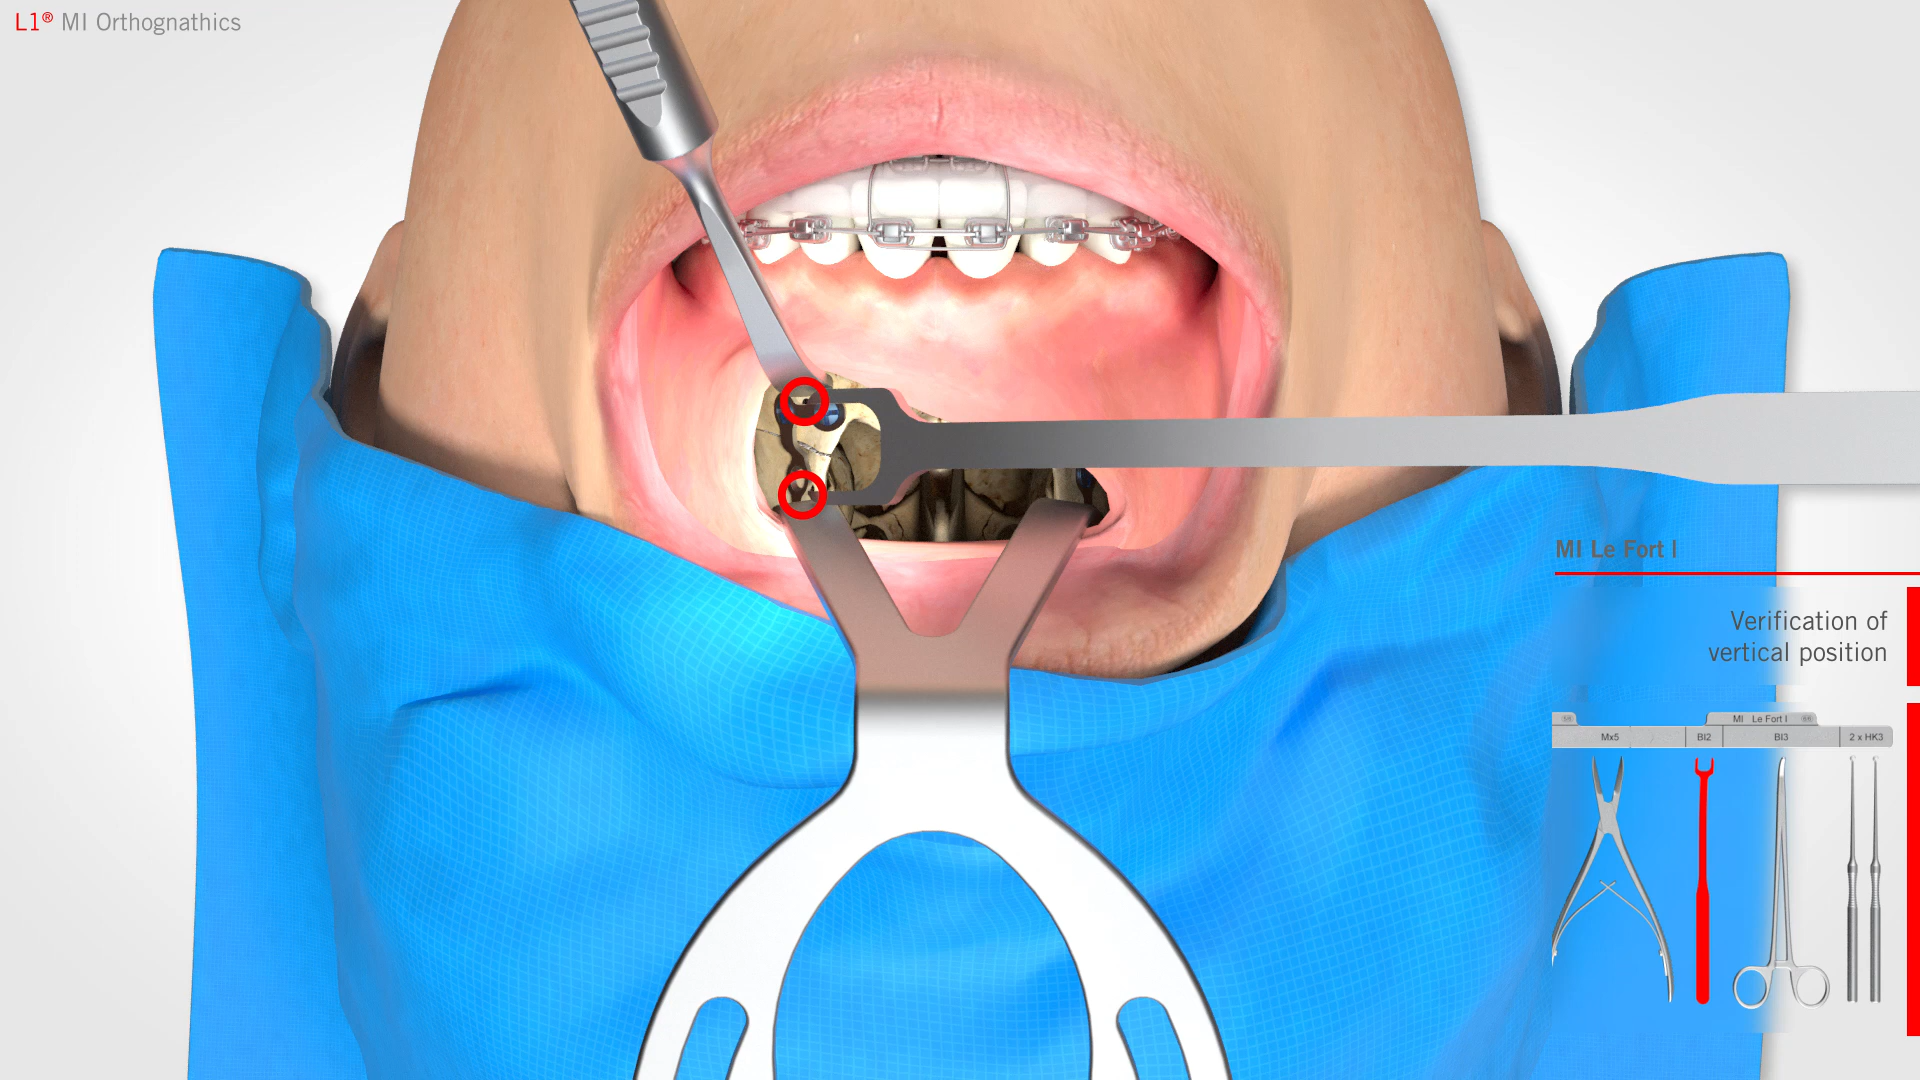 L1® MI Orthognathics
MI Le Fort I
Verification of
vertical position
MI Le Fort I
Mx5 BI2 BI3 2 x HK3